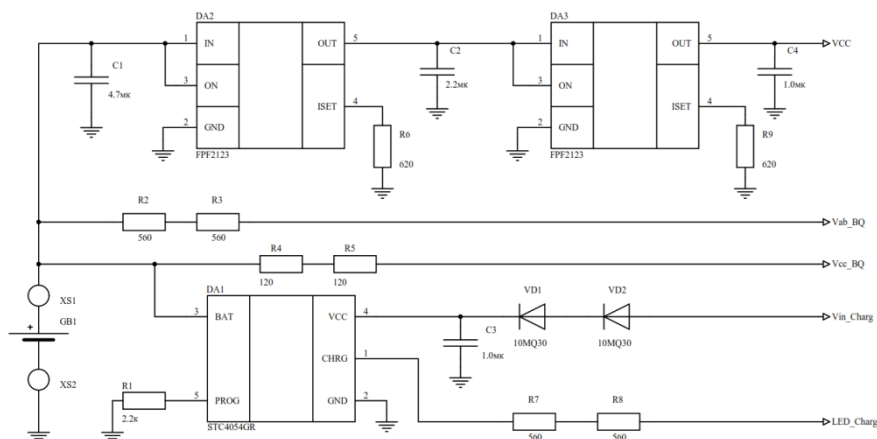 DA2
DA3
1 IN OUT 5
C1
4.7мк
3 ON
ISET 4
2 GND
FPF2123
R6
620
C2
2.2мк
1 IN OUT 5
3 ON
ISET 4
2 GND
FPF2123
R9
620
C4
1.0мк
VCC
R2 R3
560 560
Vab_BQ
R4 R5
120 120
Vcc_BQ
XS1
GB1
+
XS2
DA1
3 BAT VCC 4
CHRG 1
5 PROG GND 2
STC4054GR
R1
2.2к
C3
1.0мк
VD1 VD2
10MQ30 10MQ30
Vin_Charg
R7 R8
560 560
LED_Charg